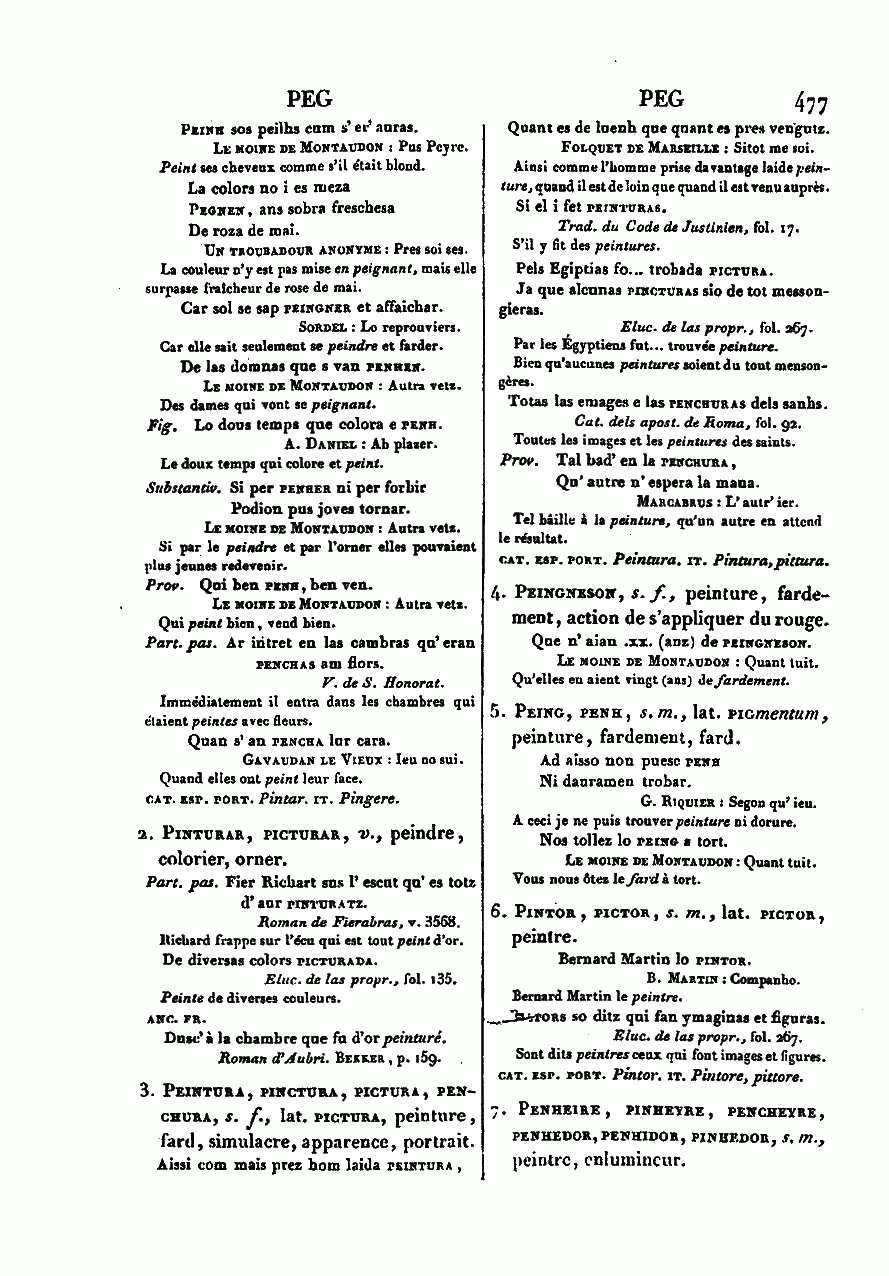 PEG
PEG 477
PEINH sos peilhs cum s' er' auras.
LE MOINE DE MONTAUDON : Pus Peyre.
Peint ses cheveux comme s'il était blond.
La colors no i es meza
PEGNEN, ans sobra freschesa
De roza de mai.
UN TROUBADOUR ANONYME : Pres soi ses.
La couleur n'y est pas mise en peignant, mais elle
surpasse fraîcheur de rose de mai.
Car sol se sap PEINGNER et affaichar.
SORDEL : Lo reprouviers.
Car elle sait seulement se peindre et farder.
De las domnas que s van PENHEN.
LE MOINE DE MONTAUDON : Autra vetz.
Des dames qui vont se peignant.
Fig. Lo dous temps que colora e PENH.
A. DANIEL : Ab plazer.
Le doux temps qui colore et peint.
Substantiv. Si per PENHER ni per forbir
Podion pus joves tornar.
LE MOINE DE MONTAUDON : Autra vetz.
Si par le peindre et par l'orner elles pouvaient
plus jeunes redevenir.
Prov. Qui ben PENH, ben ven.
LE MOINE DE MONTAUDON : Autra vetz.
Qui peint bien, vend bien.
Part. pas. Ar intret en las cambras qu' eran
PENCHAS am flors.
V. de S. Honorat.
Immédiatement il entra dans les chambres qui
étaient peintes avec fleurs.
Quan s' an PENCHA lur cara.
GAVAUDAN LE VIEUX : Ieu no sui.
Quand elles ont peint leur face.
CAT. ESP. PORT. Pintar. IT. Pingere.
2. PINTURAR, PICTURAR, v., peindre,
colorier, orner.
Part. pas. Fier Richart sus l' escut qu' es totz
d' aur PINTURATZ.
Roman de Fierabras, v. 3568.
Richard frappe sur l'écu qui est tout peint d'or.
De diversas colors PICTURADA.
Eluc. de las propr., fol. 135.
Peinte de diverses couleurs.
ANC. FR.
Dusc' à la chambre que fu d'or peinturé.
Roman d'Aubri. BEKKER, p. 159.
3. PEINTURA, PINCTURA, PICTURA, PEN-
CHURA, s. f., lat. PICTURA, peinture,
fard, simulacre, apparence, portrait.
Aissi com mais prez hom laida PEINTURA,
Quant es de luenh que quant es pres vengutz.
FOLQUET DE MARSEILLE : Sitot me soi.
Ainsi comme l'homme prise davantage laide pein-
ture, quand il est de loin que quand il est venu auprès.
Si el i fet PEINTURAS.
Trad. du Code de Justinien, fol. 17.
S'il y fit des peintures.
Pels Egiptias fo... trobada PICTURA.
Ja que alcunas PINCTURAS sio de tot messon-
gieras.
Eluc. de las propr., fol. 267.
Par les Égyptiens fut... trouvée peinture.
Bien qu'aucunes peintures soient du tout menson-
gères.
Totas las emages e las PENCHURAS dels sanhs.
Cat. dels apost. de Roma, fol. 92.
Toutes les images et les peintures des saints.
Prov. Tal bad' en la PENCHURA,
Qu' autre n' espera la mana.
MARCABRUS : L' autr' ier.
Tel bâille à la peinture, qu'un autre en attend
le résultat.
CAT. ESP. PORT. Peintura. IT. Pintura, pittura.
4. PEINGNESON, s. f., peinture, farde-
ment, action de s'appliquer du rouge.
Que n' aian .XX. (anz) de PEINGNESON.
LE MOINE DE MONTAUDON : Quant tuit.
Qu'elles en aient vingt (ans) de fardement.
5. PEING, PENH, s. m., lat. PIGmentum,
peinture, fardement, fard.
Ad aisso non puesc PENH
Ni dauramen trobar.
G. RIQUIER : Segon qu' ieu.
A ceci je ne puis trouver peinture ni dorure.
Nos tollez lo PEING a tort.
LE MOINE DE MONTAUDON : Quant tuit.
Vous nous ôtez le fard à tort.
6. PINTOR, PICTOR, s. m., lat. PICTOR,
peintre.
Bernard Martin lo PINTOR.
B. MARTIN : Companho.
Bernard Martin le peintre.
so ditz qui fan ymaginas et figuras.
Eluc. de las propr., fol. 267.
Sont dits peintres ceux qui font images et figures.
CAT. ESP. PORT. Pintor. IT. Pintore, pittore.
7. PENHEIRE, PINHEYRE, PENCHEYRE,
PENHEDOR, PENHIDOR, PINHEDOR, s. m.,
peintre, enlumineur.